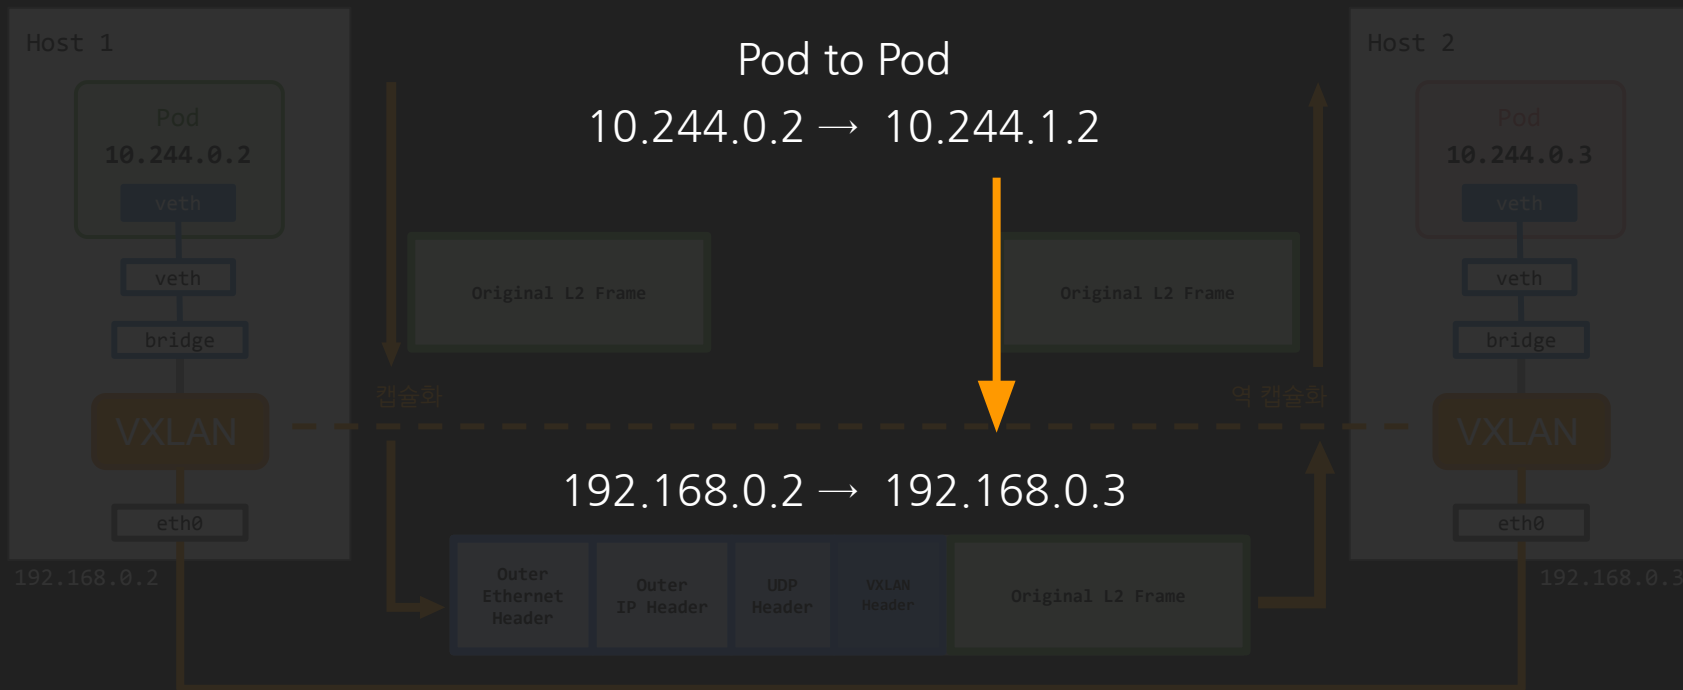 Host 1
Pod
10.244.0.2
veth
veth
bridge
VXLAN
eth0
192.168.0.2
Pod to Pod
10.244.0.2 → 10.244.1.2
Original L2 Frame
Original L2 Frame
캡슐화
역 캡슐화
192.168.0.2 → 192.168.0.3
Outer
Ethernet
Header
Outer
IP Header
UDP
Header
VXLAN
Header
Original L2 Frame
Host 2
Pod
10.244.0.3
veth
veth
bridge
VXLAN
eth0
192.168.0.3